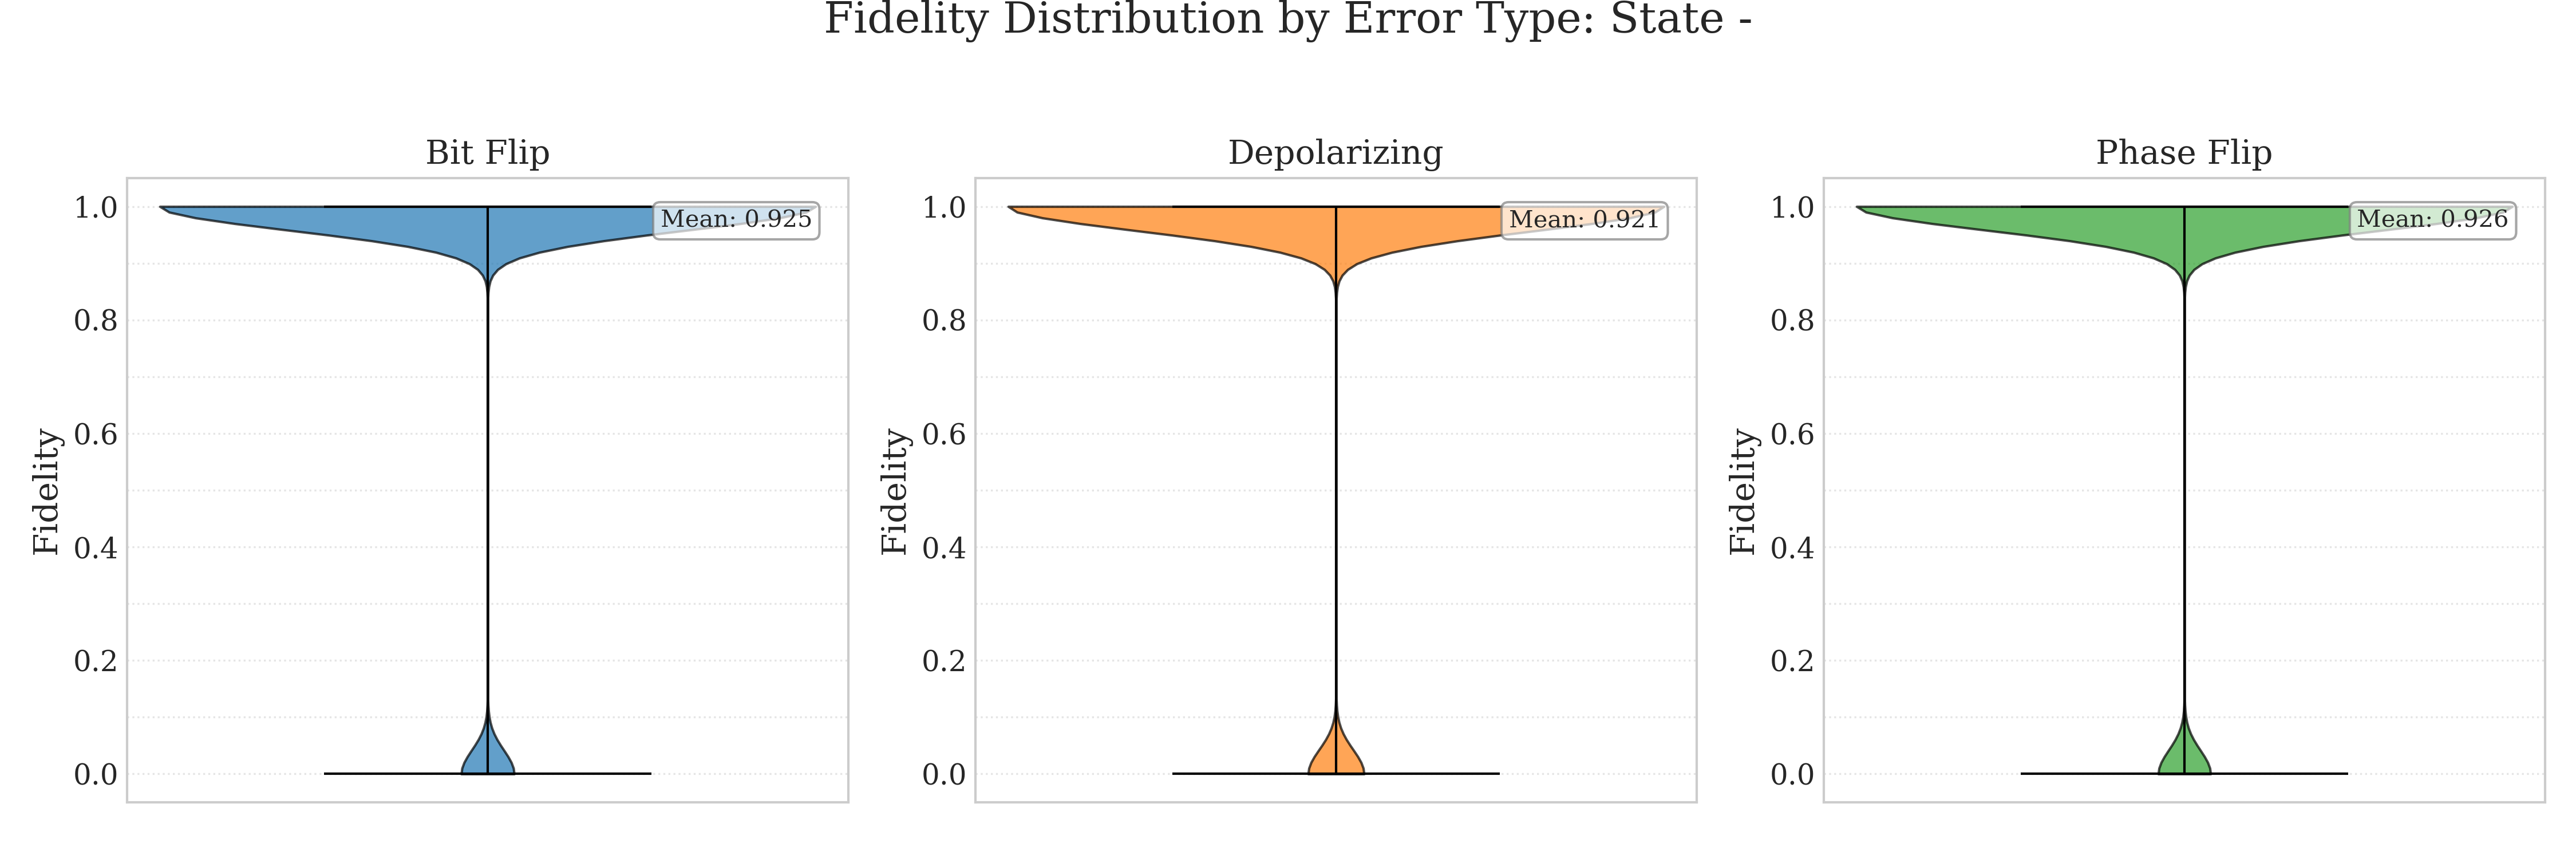 Fidelity Distribution by Error Type: State -
Bit Flip
Fidelity
1.0
0.8
0.6
0.4
0.2
0.0
Mean: 0.925
Depolarizing
Fidelity
1.0
0.8
0.6
0.4
0.2
0.0
Mean: 0.921
Phase Flip
Fidelity
1.0
0.8
0.6
0.4
0.2
0.0
Mean: 0.926